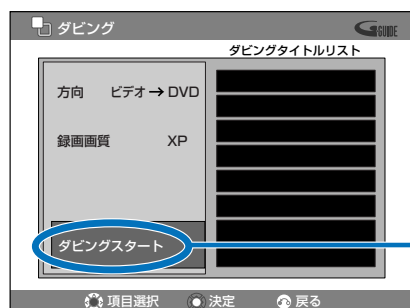 ダビング
GGUIDE
ダビングタイトルリスト
方向 ビデオ→DVD
録画画質 XP
ダビングスタート
項目選択 決定 戻る